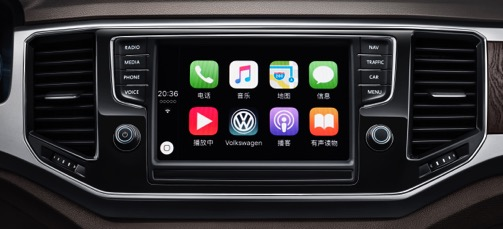 RADIO
MEDIA
PHONE
VOICE
20:36
电话 音乐 地图 信息
播放中 Volkswagen 播客 有声读物
NAV
TRAFFIC
CAR
MENU